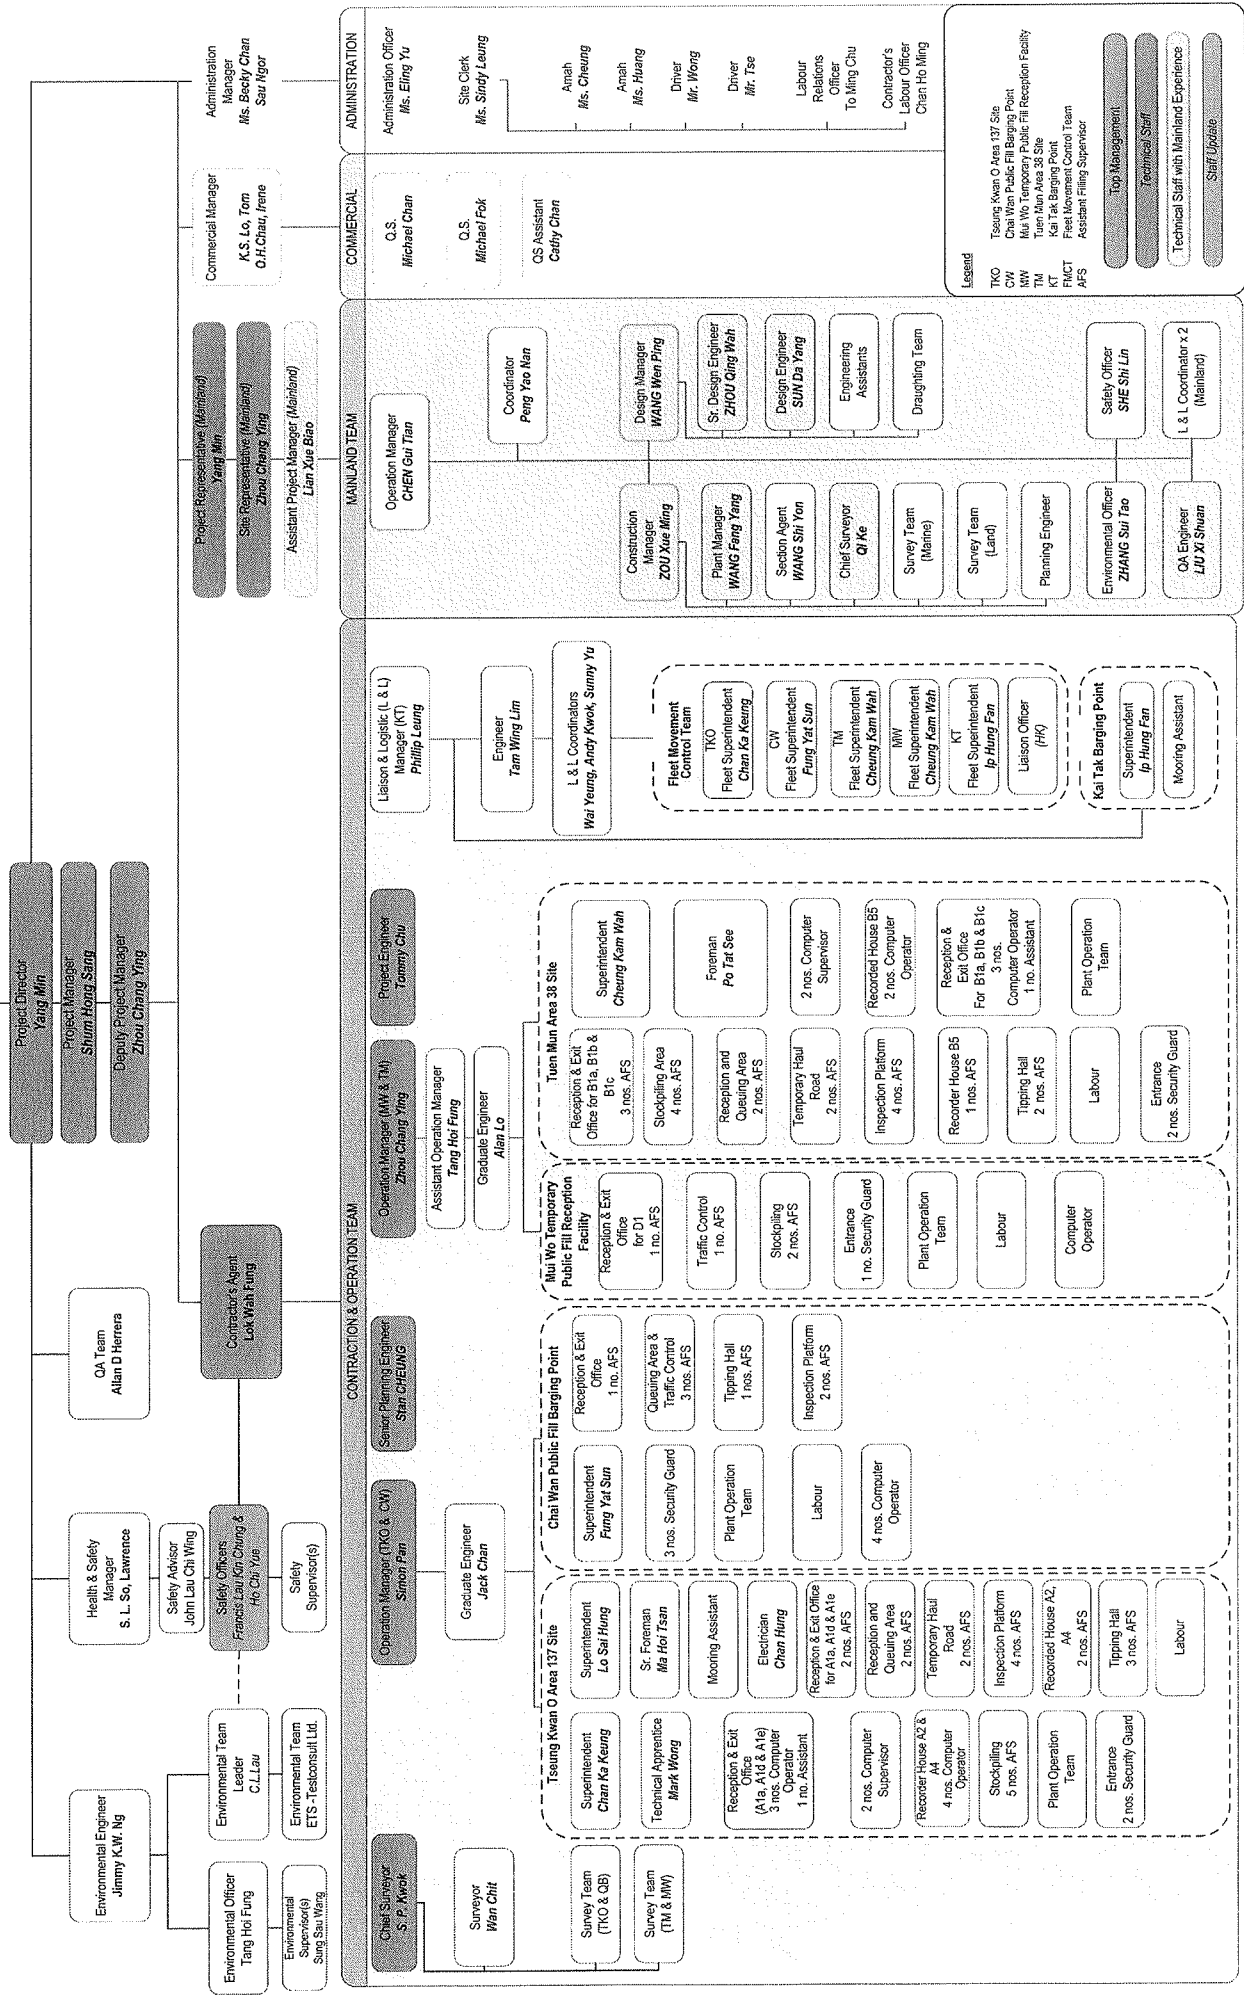 Project Director
Yang Min
Project Manager
Shum Hong Sang
Deputy Project Manager
Zhou Chang Ying
Environmental Engineer
Jimmy K.W. Ng
Environmental Officer
Tang Hoi Fung
Environmental
Supervisor(s)
Sung Sau Wang
Environmental Team
Leader
C.L.Lau
Environmental Team
ETS -Testconsult Ltd.
Health & Safety
Manager
S. L. So, Lawrence
Safety Advisor
John Lau Chi Wing
Safety Officers
Francis Lau Kin Chung &
Ho Chi Yue
Safety
Supervisor(s)
QA Team
Allan D Herrera
Contractor's Agent
Lok Wah Fung
Project Representative (Mainland)
Yang Min
Site Representative (Mainland)
Zhou Chang Ying
Assistant Project Manager (Mainland)
Lian Xue Biao
Commercial Manager
K.S. Lo, Tom
O.H.Chau, Irene
Administration
Manager
Ms. Becky Chan
Sau Ngor
CONTRACTION & OPERATION TEAM
Chief Surveyor
S. P. Kwok
Surveyor
Wan Chit
Survey Team
(TKO & QB)
Survey Team
(TM & MW)
Operation Manager (TKO & CW)
Simon Pan
Graduate Engineer
Jack Chan
Senior Planning Engineer
Stan CHEUNG
Tseung Kwan O Area 137 Site
Superintendent
Chan Ka Keung
Technical Apprentice
Mark Wong
Reception & Exit
Office
(A1a, A1d & A1e)
3 nos. Computer
Operator
1 no. Assistant
2 nos. Computer
Supervisor
Recorder House A2 &
A4
4 nos. Computer
Operator
Stockpiling
5 nos. AFS
Plant Operation
Team
Entrance
2 nos. Security Guard
Superintendent
Lo Sai Hung
Sr. Foreman
Ma Hoi Tsan
Mooring Assistant
Electrician
Chan Hung
Reception & Exit Office
for A1a, A1d & A1e
2 nos. AFS
Reception and
Queuing Area
2 nos. AFS
Temporary Haul
Road
2 nos. AFS
Inspection Platform
4 nos. AFS
Recorded House A2,
A4
2 nos. AFS
Tipping Hall
3 nos. AFS
Labour
Chai Wan Public Fill Barging Point
Superintendent
Fung Yat Sun
3 nos. Security Guard
Plant Operation
Team
Labour
4 nos. Computer
Operator
Reception & Exit
Office
1 no. AFS
Queuing Area &
Traffic Control
3 nos. AFS
Tipping Hall
1 nos. AFS
Inspection Platform
2 nos. AFS
Operation Manager (MW & TM)
Zhou Chang Ying
Assistant Operation Manager
Tang Hoi Fung
Graduate Engineer
Alan Lo
Project Engineer
Tommy Chu
Mui Wo Temporary
Public Fill Reception
Facility
Reception & Exit
Office
for D1
1 no. AFS
Traffic Control
1 no. AFS
Stockpiling
2 nos. AFS
Entrance
1 no. Security Guard
Plant Operation
Team
Labour
Computer
Operator
Tuen Mun Area 38 Site
Reception & Exit
Office for B1a, B1b &
B1c
3 nos. AFS
Stockpiling Area
4 nos. AFS
Reception and
Queuing Area
2 nos. AFS
Temporary Haul
Road
2 nos. AFS
Inspection Platform
4 nos. AFS
Recorder House B5
1 nos. AFS
Tipping Hall
2 nos. AFS
Labour
Entrance
2 nos. Security Guard
Superintendent
Cheung Kam Wah
Foreman
Po Tat See
2 nos. Computer
Supervisor
Recorded House B5
2 nos. Computer
Operator
Reception &
Exit Office
For B1a, B1b & B1c
3 nos.
Computer Operator
1 no. Assistant
Plant Operation
Team
Liaison & Logistic (L & L)
Manager (KT)
Philip Leung
Engineer
Tam Wing Lim
L & L Coordinators
Wai Yeung, Andy Kwok, Sunny Yu
Fleet Movement
Control Team
TKO
Fleet Superintendent
Chan Ka Keung
CW
Fleet Superintendent
Fung Yat Sun
TM
Fleet Superintendent
Cheung Kam Wah
MW
Fleet Superintendent
Cheung Kam Wah
KT
Fleet Superintendent
Ip Hung Fan
Liaison Officer
(HK)
Kai Tak Barging Point
Superintendent
Ip Hung Fan
Mooring Assistant
MAINLAND TEAM
Operation Manager
CHEN Gui Tian
Coordinator
Peng Yao Nan
Construction
Manager
ZOU Xue Ming
Plant Manager
WANG Fang Yang
Section Agent
WANG Shi Yon
Chief Surveyor
QI Ke
Survey Team
(Marine)
Survey Team
(Land)
Planning Engineer
Environmental Officer
ZHANG Sui Tao
QA Engineer
LIU Xi Shuan
Design Manager
WANG Wen Ping
Sr. Design Engineer
ZHOU Qing Wah
Design Engineer
SUN Da Yang
Engineering
Assistants
Draughting Team
Safety Officer
SHE Shi Lin
L & L Coordinator x 2
(Mainland)
COMMERCIAL
Q.S.
Michael Chan
Q.S.
Michael Fok
QS Assistant
Cathy Chan
ADMINISTRATION
Administration Officer
Ms. Eling Yu
Site Clerk
Ms. Sindy Leung
Amah
Ms. Cheung
Amah
Ms. Huang
Driver
Mr. Wong
Driver
Mr. Tse
Labour
Relations
Officer
To Ming Chu
Contractor's
Labour Officer
Chan Ho Ming
Legend
TKO Tseung Kwan O Area 137 Site
CW Chai Wan Public Fill Barging Point
MW Mui Wo Temporary Public Fill Reception Facility
TM Tuen Mun Area 38 Site
KT Kai Tak Barging Point
FMCT Fleet Movement Control Team
AFS Assistant Filling Supervisor
Top Management
Technical Staff
Technical Staff with Mainland Experience
Staff Update